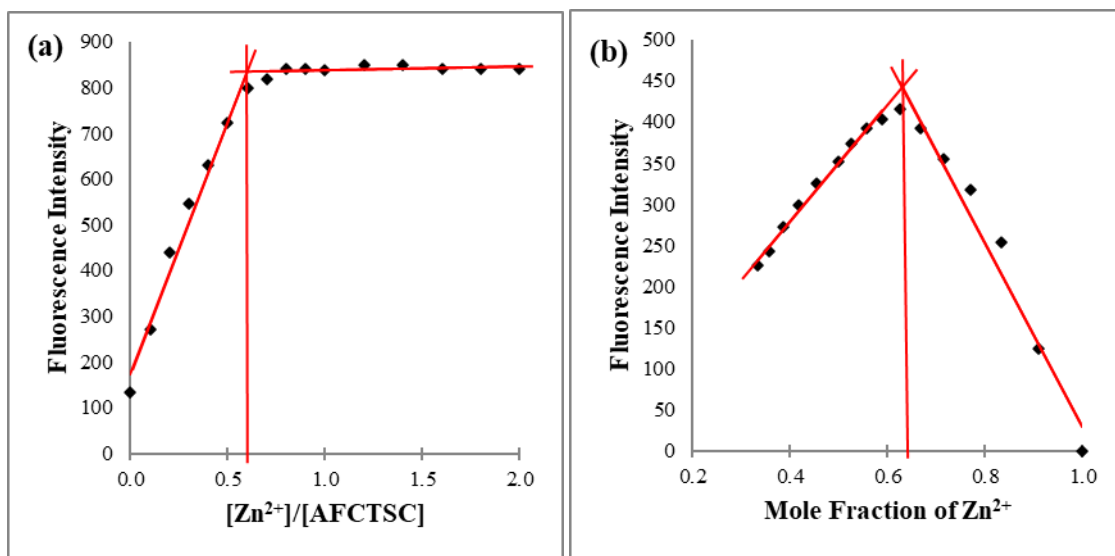 (a)
Fluorescence Intensity
900
800
700
600
500
400
300
200
100
0
0.0 0.5 1.0 1.5 2.0
[Zn²⁺]/[AFCTSC]
(b)
Fluorescence Intensity
500
450
400
350
300
250
200
150
100
50
0
0.2 0.4 0.6 0.8 1.0
Mole Fraction of Zn²⁺